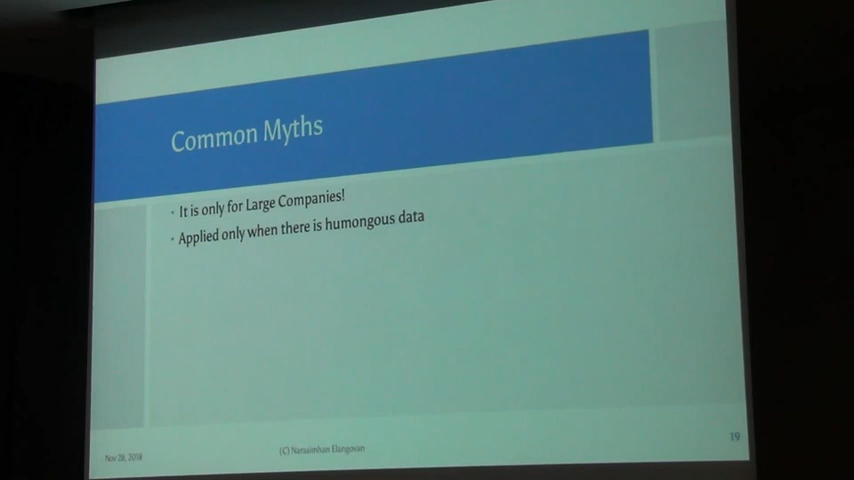 Common Myths
• It is only for Large Companies!
• Applied only when there is humongous data
Nov 28, 2018
(C) Narasimhan Elangovan
19